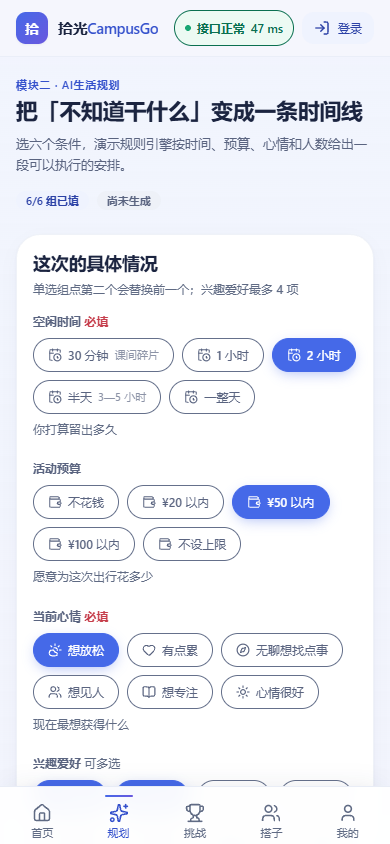 拾 拾光CampusGo 接口正常 47 ms 登录
模块二 · AI生活规划
把「不知道干什么」变成一条时间线
选六个条件，演示规则引擎按时间、预算、心情和人数给出一
段可以执行的安排。
6/6 组已填 尚未生成
这次的具体情况
单选组点第二个会替换前一个；兴趣爱好最多 4 项
空闲时间 必填
30 分钟 课间碎片 1 小时 2 小时
半天 3—5 小时 一整天
你打算留出多久
活动预算
不花钱 ¥20 以内 ¥50 以内
¥100 以内 不设上限
愿意为这次出行花多少
当前心情 必填
想放松 有点累 无聊想找点事
想见人 想专注 心情很好
现在最想获得什么
兴趣爱好 可多选
首页 规划 挑战 搭子 我的